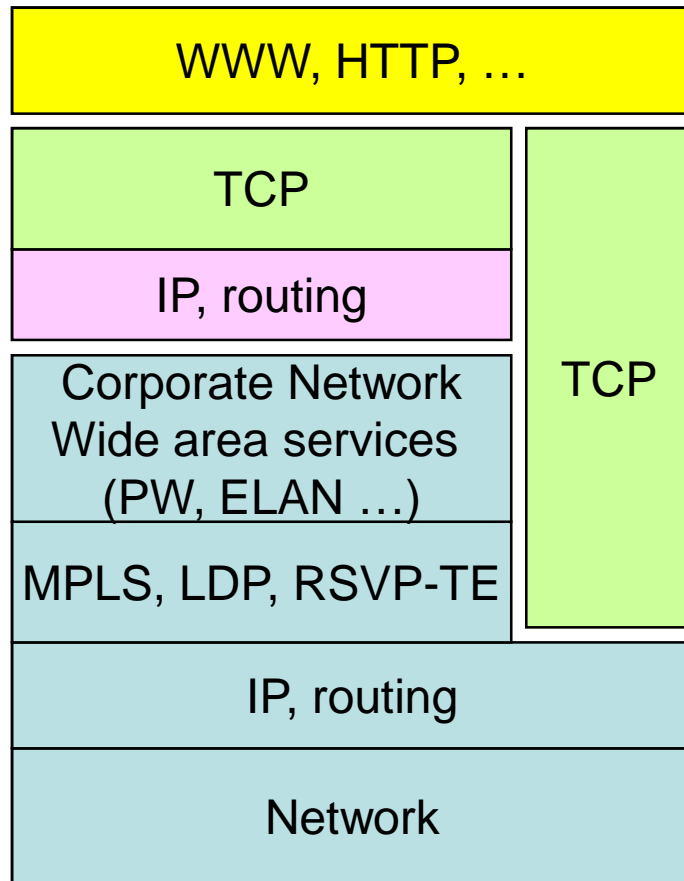 WWW, HTTP, …
TCP
IP, routing
TCP
Corporate Network
Wide area services
(PW, ELAN …)
MPLS, LDP, RSVP-TE
IP, routing
Network